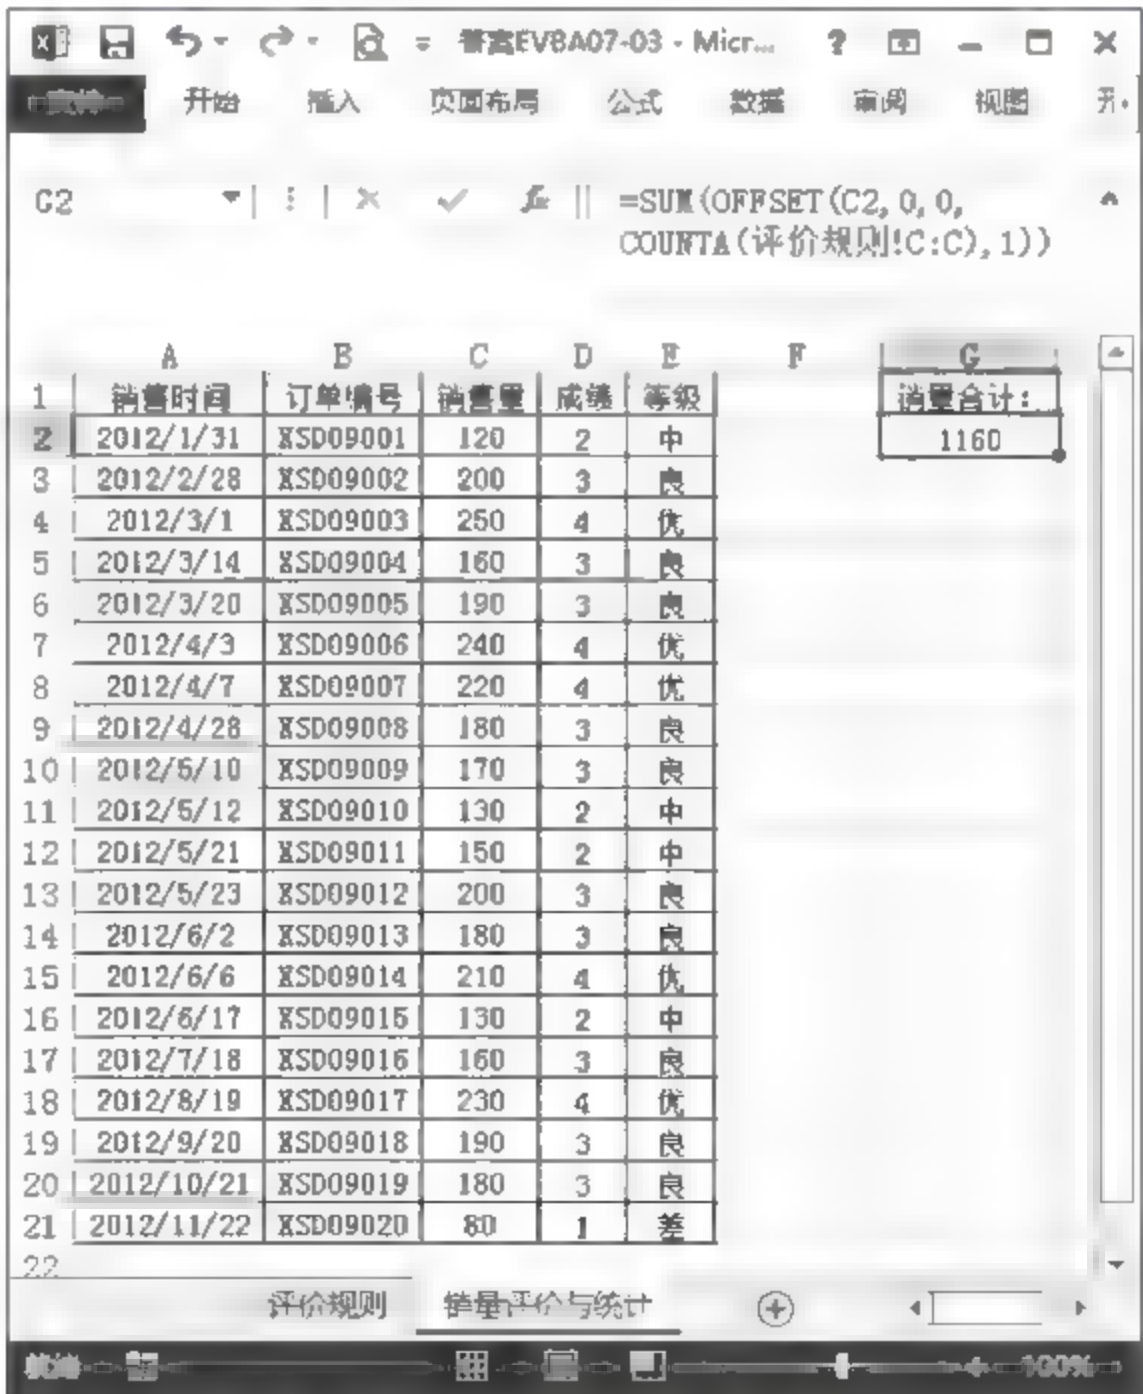 普宫EVBA07-03 - Micr...
开始 插入 页面布局 公式 数据 审阅 视图 开
G2 fx =SUM(OFFSET(C2,0,0,
COUNTA(评价规则!C:C),1))
A B C D E F G
1 销售时间 订单编号 销售量 成绩 等级 销量合计:
2 2012/1/31 XSD09001 120 2 中 1160
3 2012/2/28 XSD09002 200 3 良
4 2012/3/1 XSD09003 250 4 优
5 2012/3/14 XSD09004 160 3 良
6 2012/3/20 XSD09005 190 3 良
7 2012/4/3 XSD09006 240 4 优
8 2012/4/7 XSD09007 220 4 优
9 2012/4/28 XSD09008 180 3 良
10 2012/5/10 XSD09009 170 3 良
11 2012/5/12 XSD09010 130 2 中
12 2012/5/21 XSD09011 150 2 中
13 2012/5/23 XSD09012 200 3 良
14 2012/6/2 XSD09013 180 3 良
15 2012/6/6 XSD09014 210 4 优
16 2012/6/17 XSD09015 130 2 中
17 2012/7/18 XSD09016 160 3 良
18 2012/8/19 XSD09017 230 4 优
19 2012/9/20 XSD09018 190 3 良
20 2012/10/21 XSD09019 180 3 良
21 2012/11/22 XSD09020 80 1 差
22
评价规则 销量评价与统计
100%